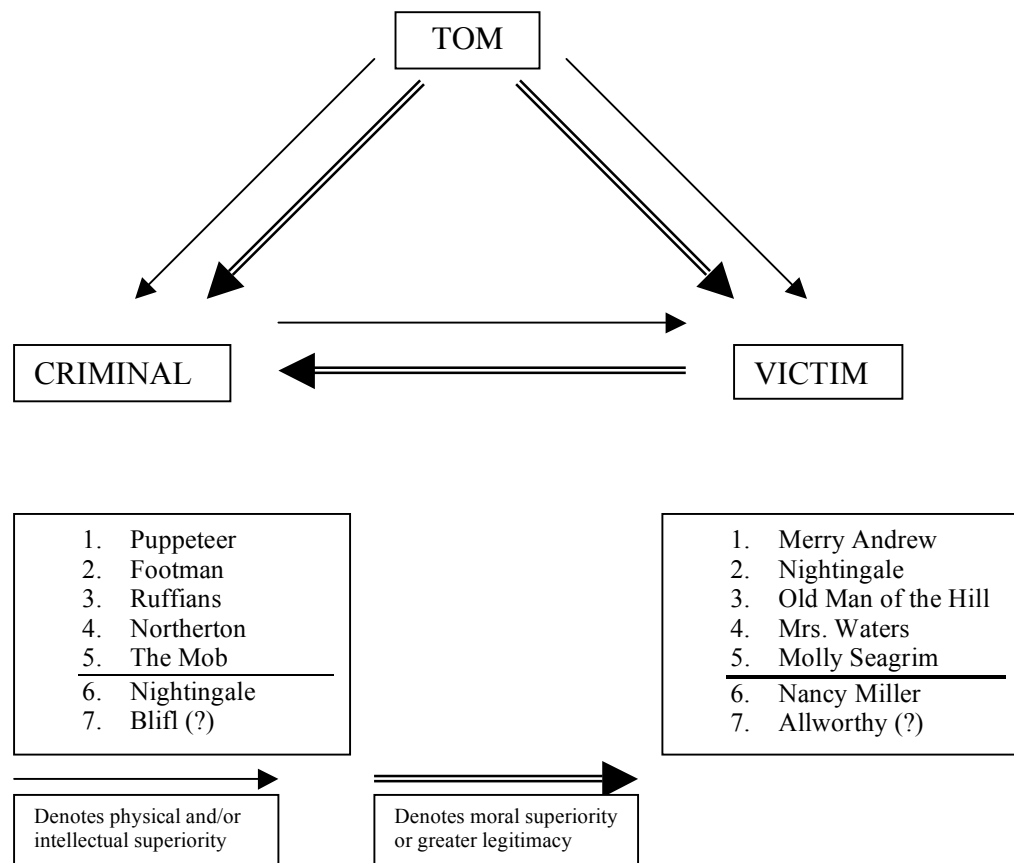 TOM
CRIMINAL
VICTIM
1. Puppeteer
2. Footman
3. Ruffians
4. Northerton
5. The Mob
6. Nightingale
7. Blifl (?)
1. Merry Andrew
2. Nightingale
3. Old Man of the Hill
4. Mrs. Waters
5. Molly Seagrim
6. Nancy Miller
7. Allworthy (?)
Denotes physical and/or
intellectual superiority
Denotes moral superiority
or greater legitimacy